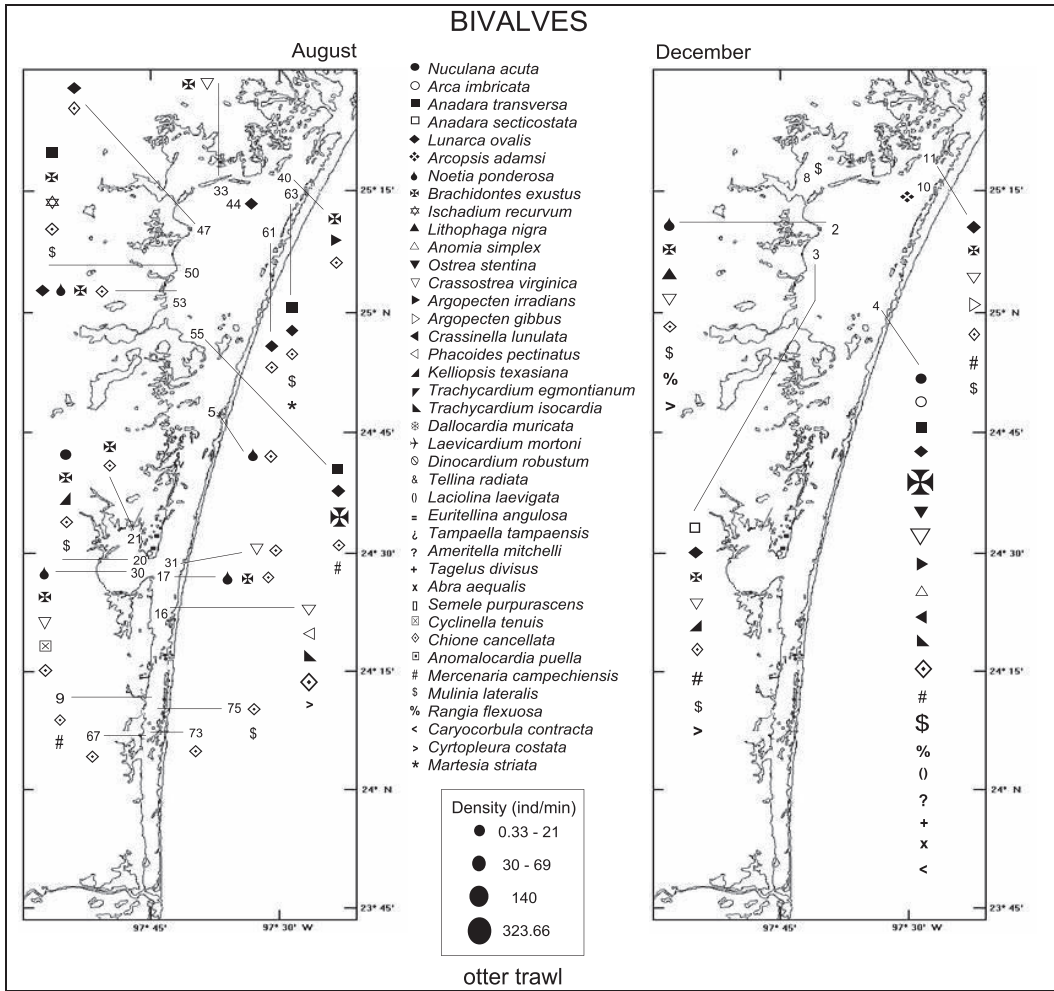 BIVALVES
August
December
Nuculana acuta
Arca imbricata
Anadara transversa
Anadara secticostata
Lunarca ovalis
Arcopsis adamsi
Noetia ponderosa
Brachidontes exustus
Ischadium recurvum
Lithophaga nigra
Anomia simplex
Ostrea stentina
Crassostrea virginica
Argopecten irradians
Argopecten gibbus
Crassinella lunulata
Phacoides pectinatus
Kelliopsis texasiana
Trachycardium egmontianum
Trachycardium isocardia
Dallocardia muricata
Laevicardium mortoni
Dinocardium robustum
& Tellina radiata
() Laciolina laevigata
= Euritellina angulosa
¿ Tampaella tampaensis
? Ameritella mitchelli
+ Tagelus divisus
x Abra aequalis
Semele purpurascens
Cyclinella tenuis
Chione cancellata
Anomalocardia puella
# Mercenaria campechiensis
$ Mulinia lateralis
% Rangia flexuosa
< Caryocorbula contracta
> Cyrtopleura costata
* Martesia striata
Density (ind/min)
0.33 - 21
30 - 69
140
323.66
otter trawl
33
40
63
44
47
61
$
50
53
55
$
*
5
21
$
20
30
31
17
#
16
9
>
75
#
67
73
$
97° 45'
97° 30' W
11
8
$
10
25° 15'
2
3
25° N
4
$
#
%
$
>
24° 45'
24° 30'
24° 15'
#
$
>
#
$
%
()
?
+
x
<
24° N
23° 45'
97° 45'
97° 30' W